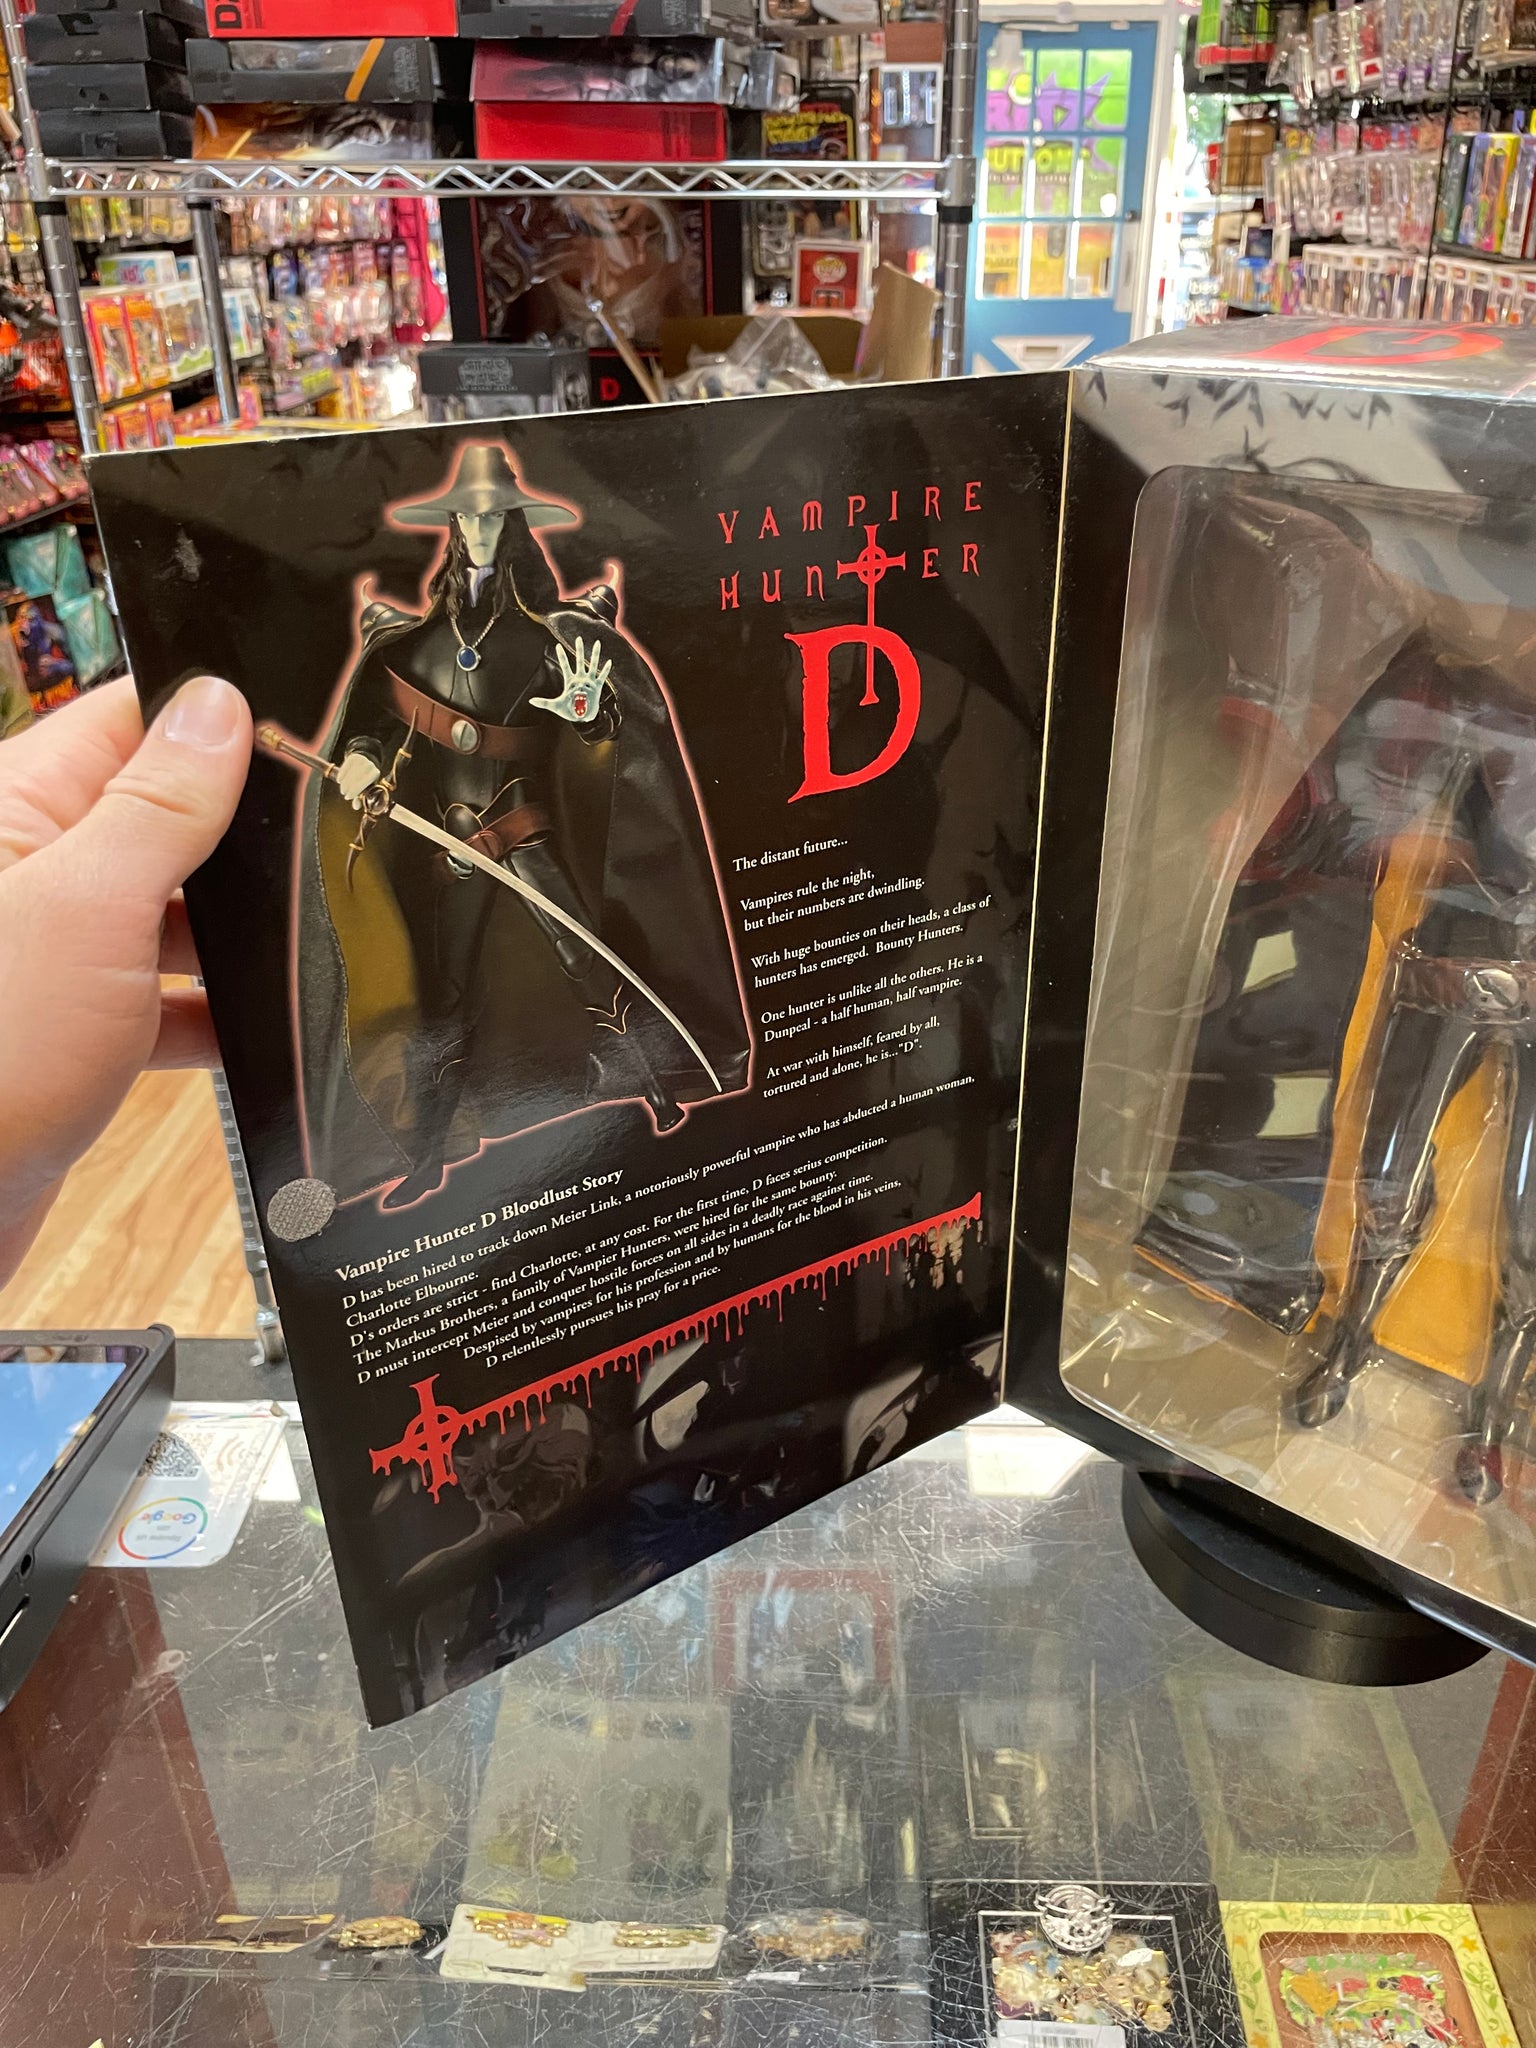 VAMPIRE
HUNTER
D
The distant future...
Vampires rule the night,
but their numbers are dwindling.
With huge bounties on their heads, a class of
hunters has emerged. Bounty Hunters.
One hunter is unlike all the others. He is a
Dunpeal - a half human, half vampire.
At war with himself, feared by all,
tortured and alone, he is..."D".
Vampire Hunter D Bloodlust Story
D has been hired to track down Meier Link, a notoriously powerful vampire who has abducted a human woman,
Charlotte Elbourne.
D's orders are strict - find Charlotte, at any cost. For the first time, D faces serius competition.
The Markus Brothers, a family of Vampier Hunters, were hired for the same bounty.
D must intercept Meier and conquer hostile forces on all sides in a deadly race against time.
Despised by vampires for his profession and by humans for the blood in his veins,
D relentlessly pursues his pray for a price.
D
Google